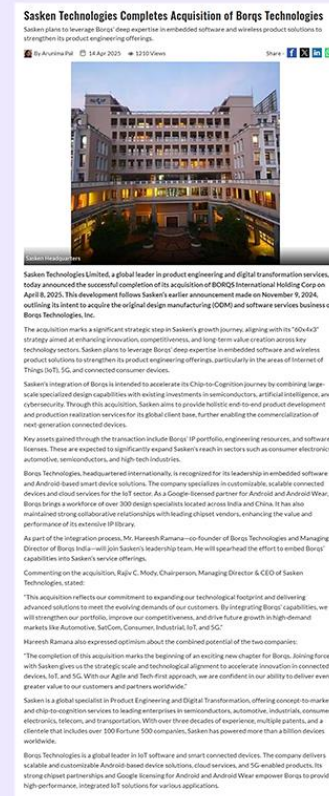 Sasken Technologies Completes Acquisition of Borqs Technologies
Sasken plans to leverage Borqs' deep expertise in embedded software and wireless product solutions to
strengthen its product engineering offerings.
By Arunima Pal 14 Apr 2025 1210 Views
Share -
Sasken Headquarters
Sasken Technologies Limited, a global leader in product engineering and digital transformation services,
today announced the successful completion of its acquisition of BORQS International Holding Corp on
April 8, 2025. This development follows Sasken's earlier announcement made on November 9, 2024,
outlining its intent to acquire the original design manufacturing (ODM) and software services business o
Borqs Technologies, Inc.
The acquisition marks a significant strategic step in Sasken's growth journey, aligning with its "60x4x3"
strategy aimed at enhancing innovation, competitiveness, and long-term value creation across key
technology sectors. Sasken plans to leverage Borqs' deep expertise in embedded software and wireless
product solutions to strengthen its product engineering offerings, particularly in the areas of Internet of
Things (IoT), 5G, and connected consumer devices.
Sasken's integration of Borqs is intended to accelerate its Chip-to-Cognition journey by combining large-
scale specialized design capabilities with existing investments in semiconductors, artificial intelligence, an
cybersecurity. Through this acquisition, Sasken aims to provide holistic end-to-end product development
and production realization services for its global client base, further enabling the commercialization of
next-generation connected devices.
Key assets gained through the transaction include Borqs' IP portfolio, engineering resources, and software
licenses. These are expected to significantly expand Sasken's reach in sectors such as consumer electronic
automotive, semiconductors, and high-tech industries.
Borqs Technologies, headquartered internationally, is recognized for its leadership in embedded software
and Android-based smart device solutions. The company specializes in customizable, scalable connected
devices and cloud services for the IoT sector. As a Google-licensed partner for Android and Android Wear,
Borqs brings a workforce of over 300 design specialists located across India and China. It has also
maintained strong collaborative relationships with leading chipset vendors, enhancing the value and
performance of its extensive IP library.
As part of the integration process, Mr. Hareesh Ramana—co-founder of Borqs Technologies and Managing
Director of Borqs India—will join Sasken's leadership team. He will spearhead the effort to embed Borqs'
capabilities into Sasken's service offerings.
Commenting on the acquisition, Rajiv C. Mody, Chairperson, Managing Director & CEO of Sasken
Technologies, stated:
"This acquisition reflects our commitment to expanding our technological footprint and delivering
advanced solutions to meet the evolving demands of our customers. By integrating Borqs' capabilities, we
will strengthen our portfolio, improve our competitiveness, and drive future growth in high-demand
markets like Automotive, SatCom, Consumer, Industrial, IoT, and 5G."
Hareesh Ramana also expressed optimism about the combined potential of the two companies:
"The completion of this acquisition marks the beginning of an exciting new chapter for Borqs. Joining force
with Sasken gives us the strategic scale and technological alignment to accelerate innovation in connected
devices, IoT, and 5G. With our Agile and Tech-first approach, we are confident in our ability to deliver even
greater value to our customers and partners worldwide."
Sasken is a global specialist in Product Engineering and Digital Transformation, offering concept-to-marke
and chip-to-cognition services to leading enterprises in semiconductors, automotive, industrials, consume
electronics, telecom, and transportation. With over three decades of experience, multiple patents, and a
clientele that includes over 100 Fortune 500 companies, Sasken has powered more than a billion devices
worldwide.
Borqs Technologies is a global leader in IoT software and smart connected devices. The company delivers
scalable and customizable Android-based device solutions, cloud services, and 5G-enabled products. Its
strong chipset partnerships and Google licensing for Android and Android Wear empower Borqs to provid
high-performance, integrated IoT solutions for various applications.